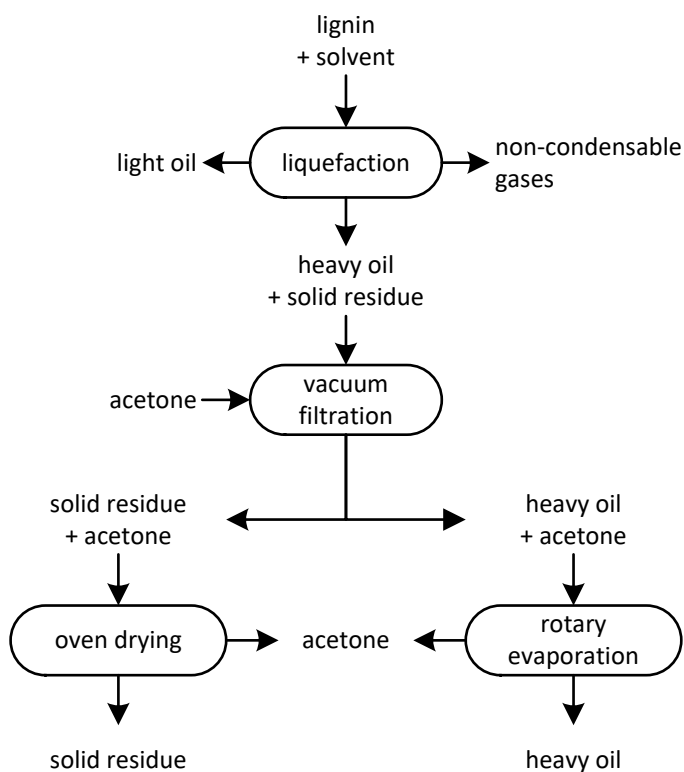 lignin
+ solvent
light oil
liquefaction
non-condensable
gases
heavy oil
+ solid residue
acetone
vacuum
filtration
solid residue
+ acetone
heavy oil
+ acetone
oven drying
acetone
rotary
evaporation
solid residue
heavy oil